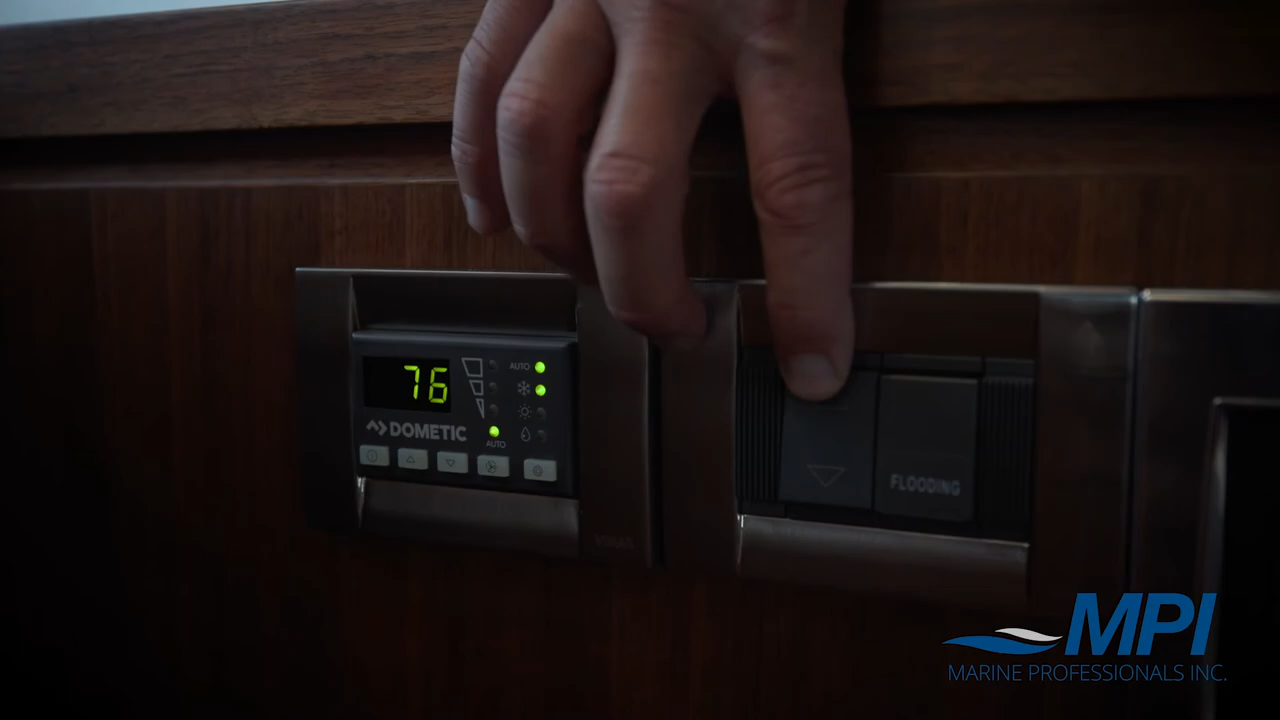 76
AUTO
DOMETIC
AUTO
FLOODING
MPI
MARINE PROFESSIONALS INC.